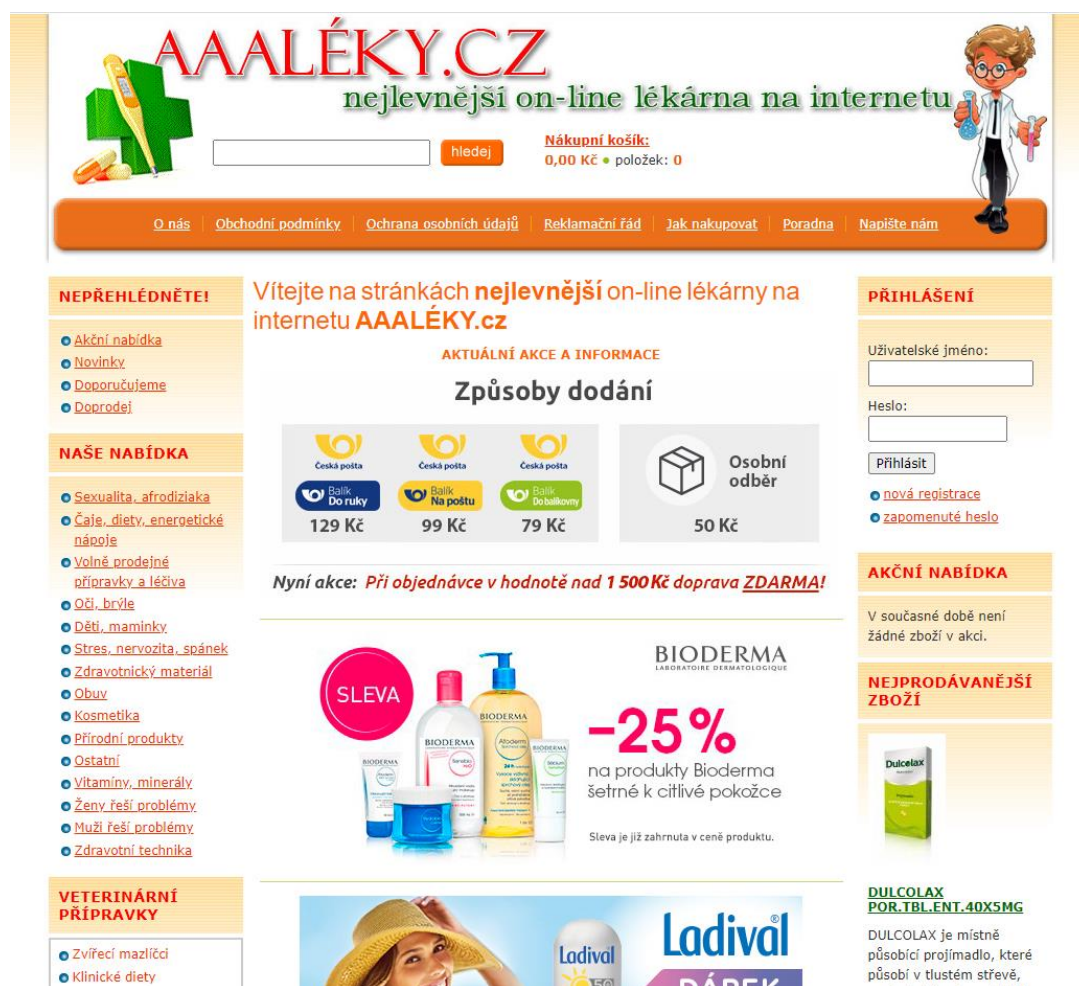 AAALÉKY.CZ
nejlevnější on-line lékárna na internetu
hledej
Nákupní košík:
0,00 Kč ● položek: 0
O nás | Obchodní podmínky | Ochrana osobních údajů | Reklamační řád | Jak nakupovat | Poradna | Napište nám
NEPŘEHLÉDNĚTE!
Akční nabídka
Novinky
Doporučujeme
Doprodej
NAŠE NABÍDKA
Sexualita, afrodiziaka
Čaje, diety, energetické
nápoje
Volně prodejné
přípravky a léčiva
Oči, brýle
Děti, maminky
Stres, nervozita, spánek
Zdravotnický materiál
Obuv
Kosmetika
Přírodní produkty
Ostatní
Vitamíny, minerály
Ženy řeší problémy
Muži řeší problémy
Zdravotní technika
VETERINÁRNÍ
PŘÍPRAVKY
Zvířecí mazlíčci
Klinické diety
Vítejte na stránkách nejlevnější on-line lékárny na
internetu AAALÉKY.cz
AKTUÁLNÍ AKCE A INFORMACE
Způsoby dodání
Česká pošta Česká pošta Česká pošta
Balík Do ruky
Balík Na poštu
Balík Do balíkovny
129 Kč 99 Kč 79 Kč
Osobní
odběr
50 Kč
Nyní akce: Při objednávce v hodnotě nad 1 500 Kč doprava ZDARMA!
SLEVA
BIODERMA
BIODERMA
BIODERMA
BIODERMA
Atoderm
BIODERMA
LABORATOIRE DERMATOLOGIQUE
-25%
na produkty Bioderma
šetrné k citlivé pokožce
Sleva je již zahrnuta v ceně produktu.
Ladival
50
Ladival
DÁREK
PŘIHLÁŠENÍ
Uživatelské jméno:
Heslo:
Přihlásit
nová registrace
zapomenuté heslo
AKČNÍ NABÍDKA
V současné době není
žádné zboží v akci.
NEJPRODÁVANĚJŠÍ
ZBOŽÍ
Dulcolax
DULCOLAX
POR.TBL.ENT.40X5MG
DULCOLAX je místně
působící projímadlo, které
působí v tlustém střevě,